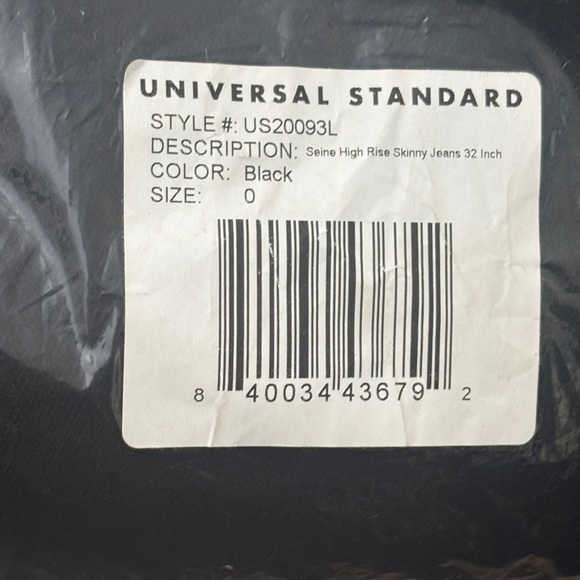 UNIVERSAL STANDARD
STYLE #: US20093L
DESCRIPTION: Seine High Rise Skinny Jeans 32 Inch
COLOR: Black
SIZE: 0
8 40034 43679 2